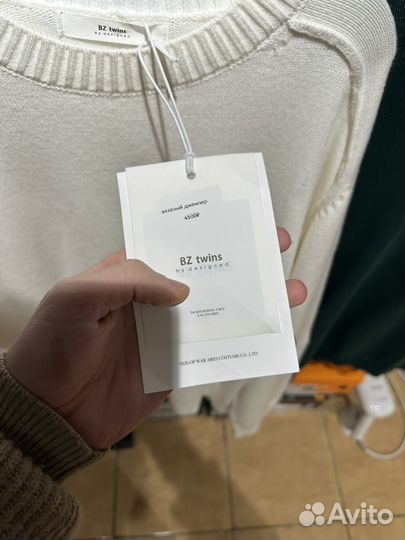 BZ twins
by designed
вязаный джемпер
4500₽
BZ twins
by designed
GOD OF WAR ARES COSTUME CO.,LTD
Avito